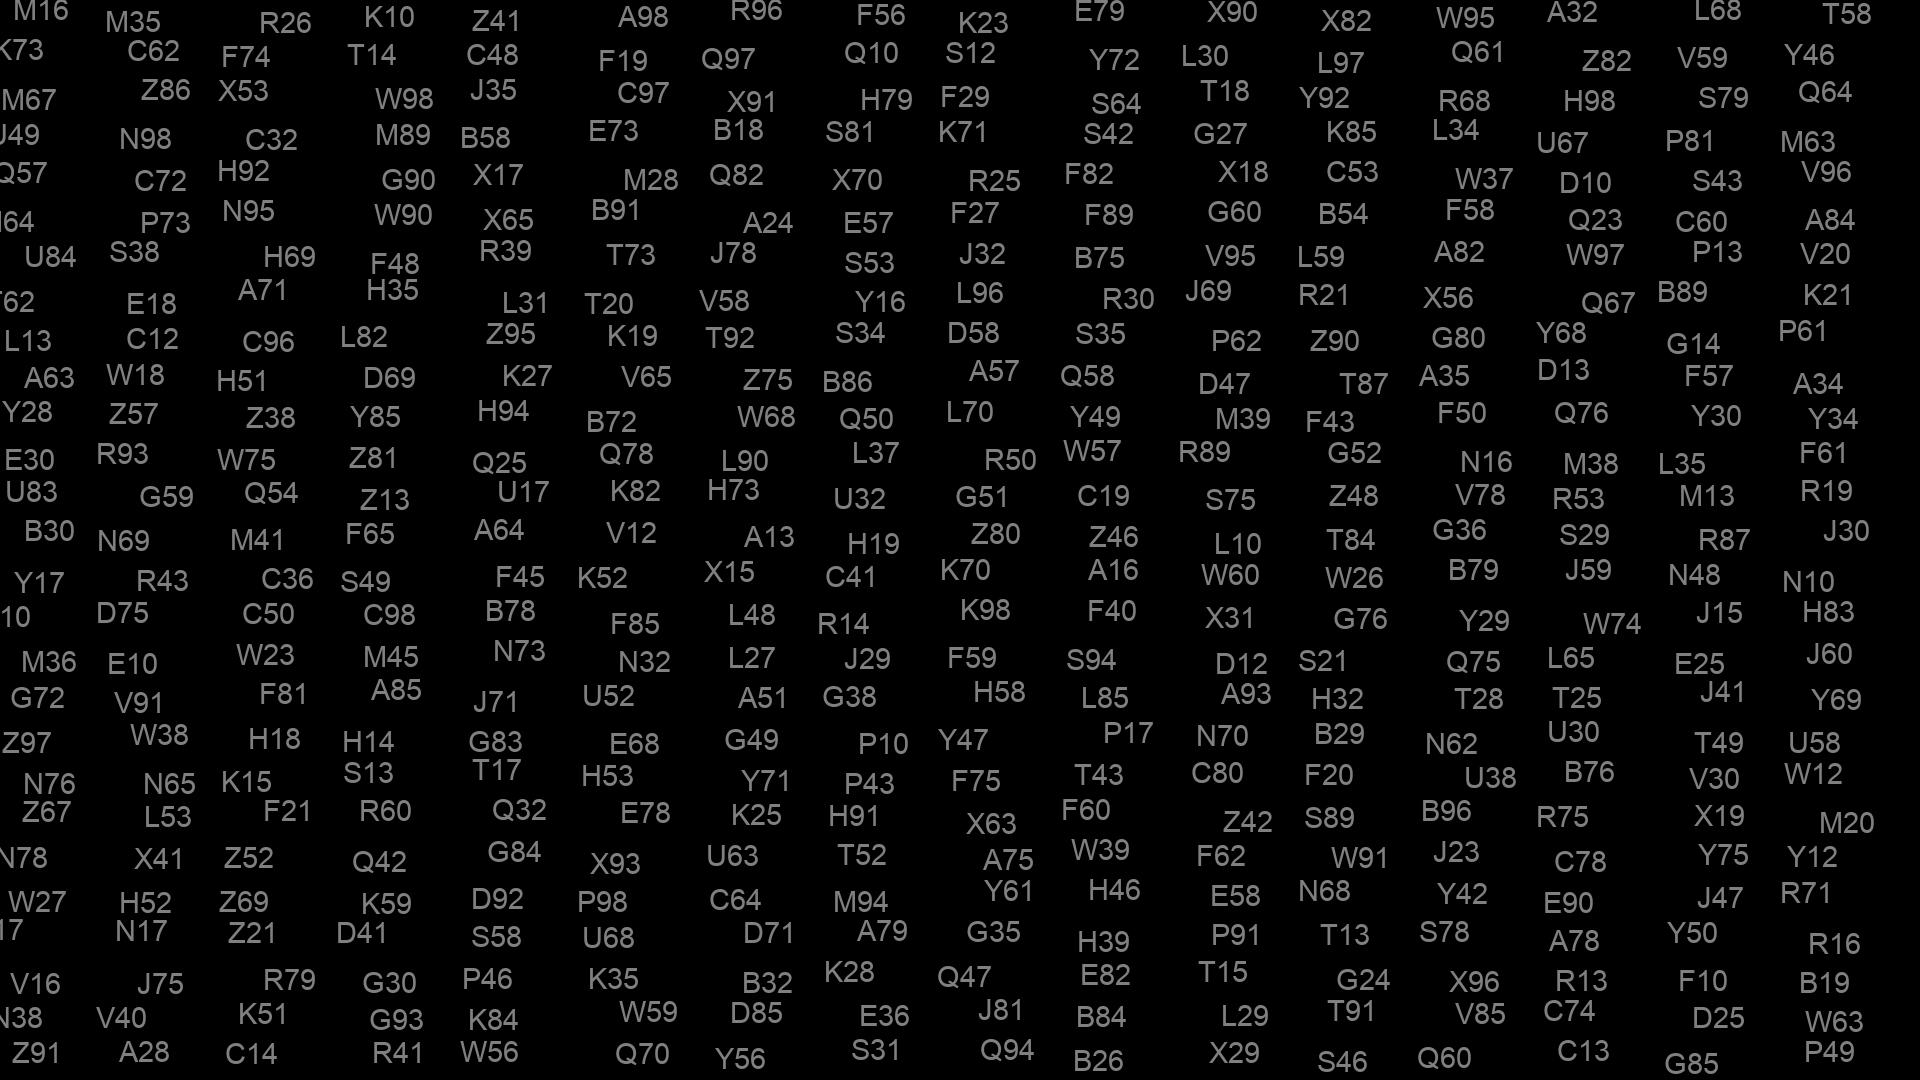 M16 M35 R26 K10 Z41 A98 R96 F56 K23 E79 X90 X82 W95 A32 L68 T58
K73 C62 F74 T14 C48 F19 Q97 Q10 S12 Y72 L30 L97 Q61 Z82 V59 Y46
M67 Z86 X53 W98 J35 C97 X91 H79 F29 S64 T18 Y92 R68 H98 S79 Q64
U49 N98 C32 M89 B58 E73 B18 S81 K71 S42 G27 K85 L34 U67 P81 M63
Q57 C72 H92 G90 X17 M28 Q82 X70 R25 F82 X18 C53 W37 D10 S43 V96
64 P73 N95 W90 X65 B91 A24 E57 F27 F89 G60 B54 F58 Q23 C60 A84
U84 S38 H69 F48 R39 T73 J78 S53 J32 B75 V95 L59 A82 W97 P13 V20
62 E18 A71 H35 L31 T20 V58 Y16 L96 R30 J69 R21 X56 Q67 B89 K21
L13 C12 C96 L82 Z95 K19 T92 S34 D58 S35 P62 Z90 G80 Y68 G14 P61
A63 W18 H51 D69 K27 V65 Z75 B86 A57 Q58 D47 T87 A35 D13 F57 A34
Y28 Z57 Z38 Y85 H94 B72 W68 Q50 L70 Y49 M39 F43 F50 Q76 Y30 Y34
E30 R93 W75 Z81 Q25 Q78 L90 L37 R50 W57 R89 G52 N16 M38 L35 F61
U83 G59 Q54 Z13 U17 K82 H73 U32 G51 C19 S75 Z48 V78 R53 M13 R19
B30 N69 M41 F65 A64 V12 A13 H19 Z80 Z46 L10 T84 G36 S29 R87 J30
Y17 R43 C36 S49 F45 K52 X15 C41 K70 A16 W60 W26 B79 J59 N48 N10
10 D75 C50 C98 B78 F85 L48 R14 K98 F40 X31 G76 Y29 W74 J15 H83
M36 E10 W23 M45 N73 N32 L27 J29 F59 S94 D12 S21 Q75 L65 E25 J60
G72 V91 F81 A85 J71 U52 A51 G38 H58 L85 A93 H32 T28 T25 J41 Y69
Z97 W38 H18 H14 G83 E68 G49 P10 Y47 P17 N70 B29 N62 U30 T49 U58
N76 N65 K15 S13 T17 H53 Y71 P43 F75 T43 C80 F20 U38 B76 V30 W12
Z67 L53 F21 R60 Q32 E78 K25 H91 X63 F60 Z42 S89 B96 R75 X19 M20
N78 X41 Z52 Q42 G84 X93 U63 T52 A75 W39 F62 W91 J23 C78 Y75 Y12
W27 H52 Z69 K59 D92 P98 C64 M94 Y61 H46 E58 N68 Y42 E90 J47 R71
17 N17 Z21 D41 S58 U68 D71 A79 G35 H39 P91 T13 S78 A78 Y50 R16
V16 J75 R79 G30 P46 K35 B32 K28 Q47 E82 T15 G24 X96 R13 F10 B19
N38 V40 K51 G93 K84 W59 D85 E36 J81 B84 L29 T91 V85 C74 D25 W63
Z91 A28 C14 R41 W56 Q70 Y56 S31 Q94 B26 X29 S46 Q60 C13 G85 P49